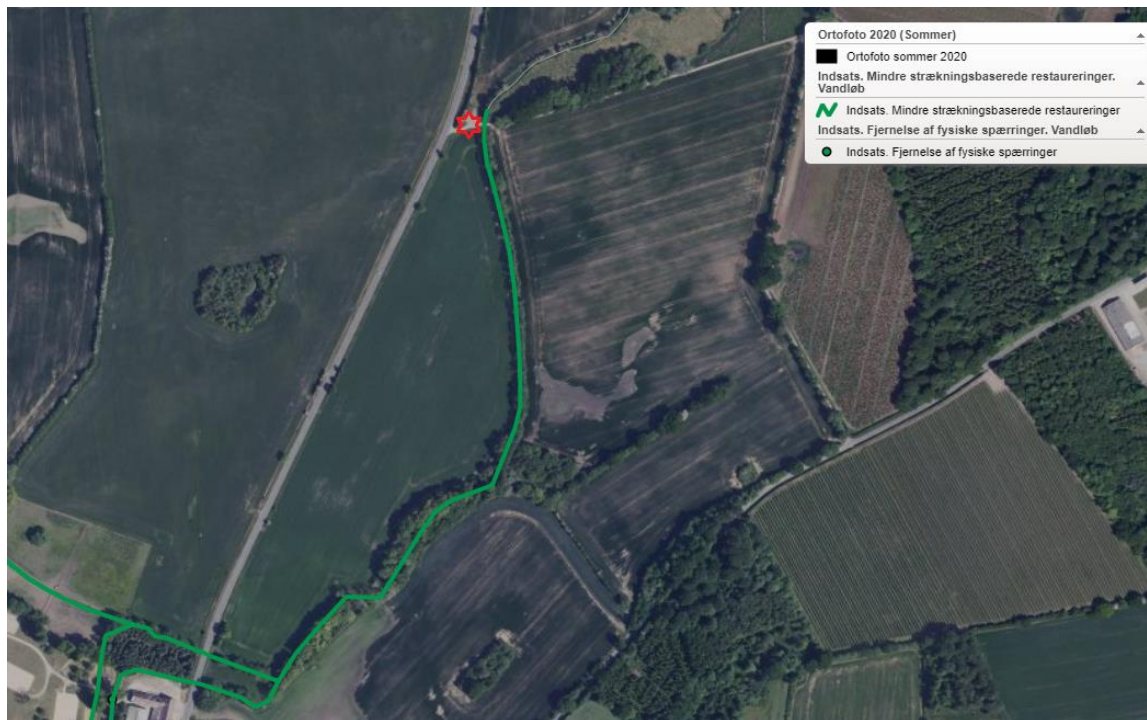 Ortofoto 2020 (Sommer)
Ortofoto sommer 2020
Indsats. Mindre strækningsbaserede restaureringer.
Vandløb
Indsats. Mindre strækningsbaserede restaureringer
Indsats. Fjernelse af fysiske spærringer. Vandløb
Indsats. Fjernelse af fysiske spærringer